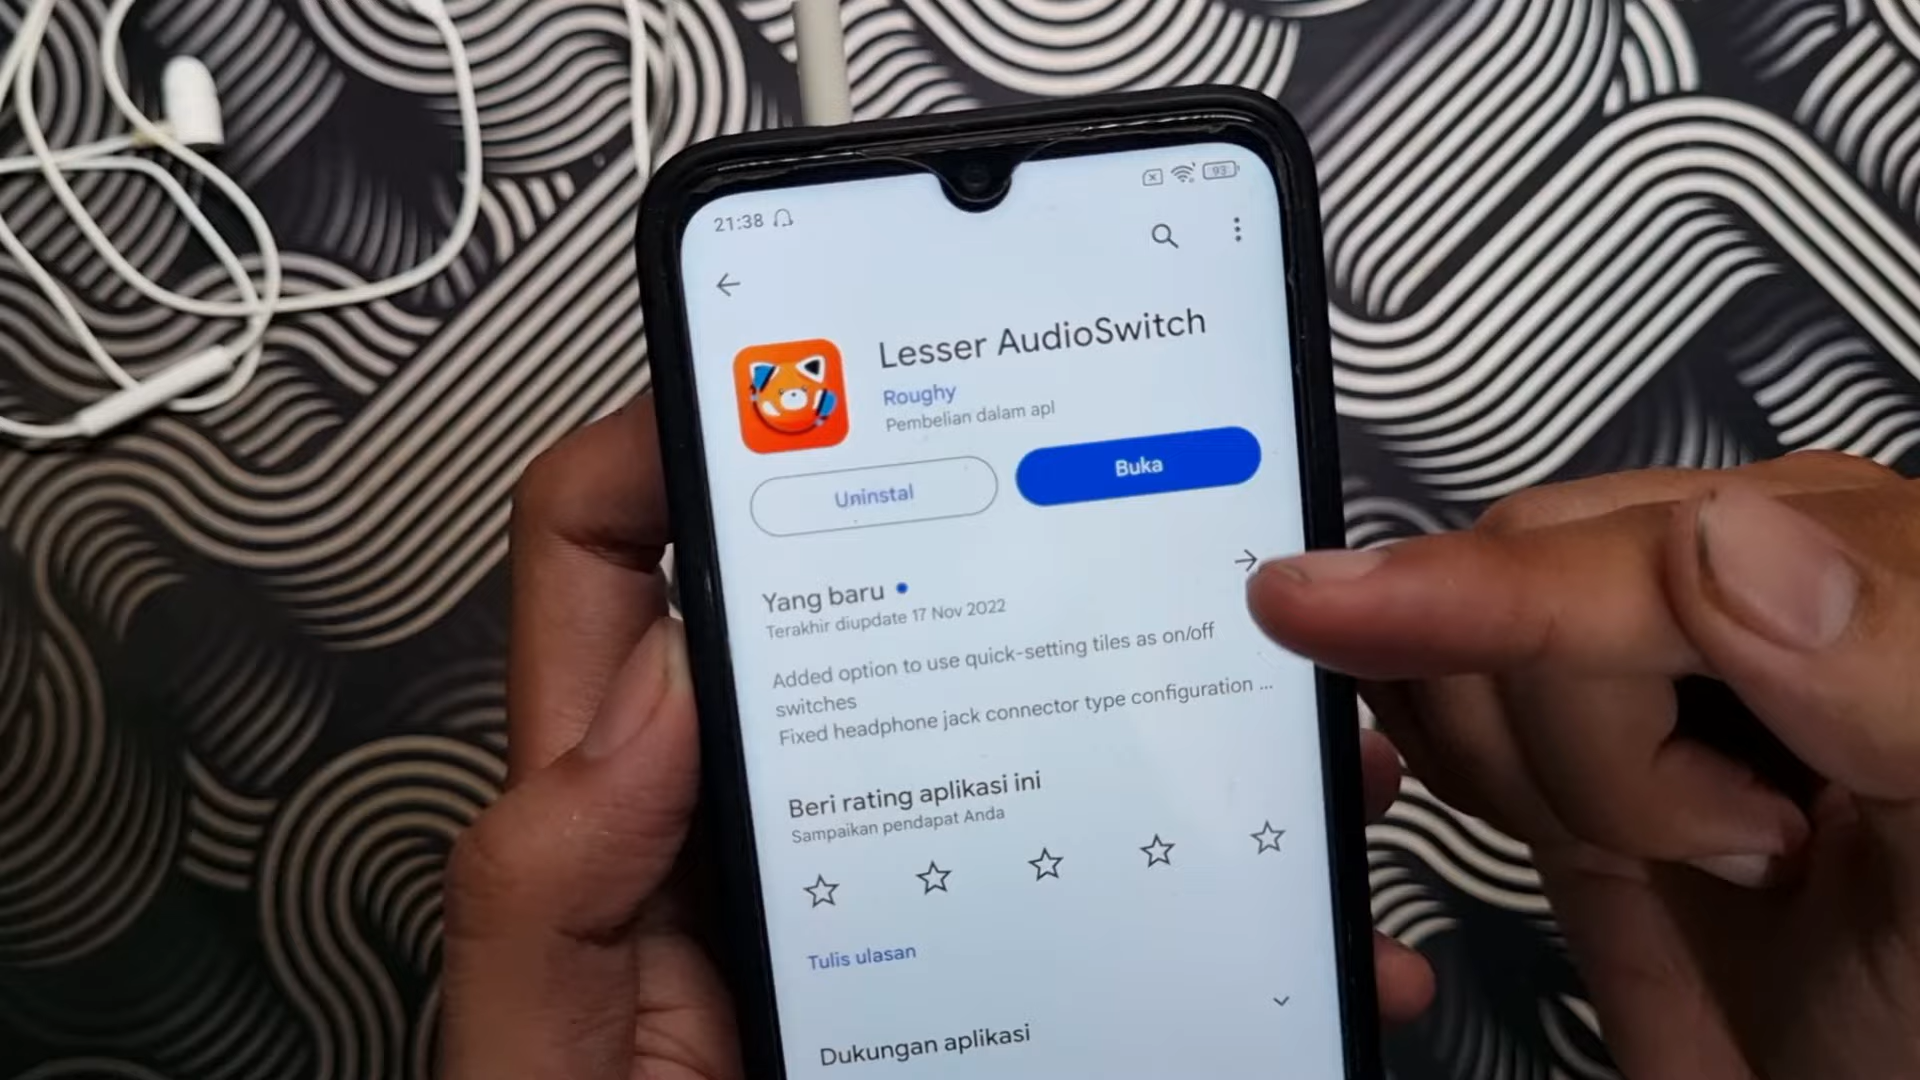 21:38
93
Lesser AudioSwitch
Roughy
Pembelian dalam apl
Uninstal
Buka
Yang baru
Terakhir diupdate 17 Nov 2022
Added option to use quick-setting tiles as on/off
switches
Fixed headphone jack connector type configuration ...
Beri rating aplikasi ini
Sampaikan pendapat Anda
Tulis ulasan
Dukungan aplikasi